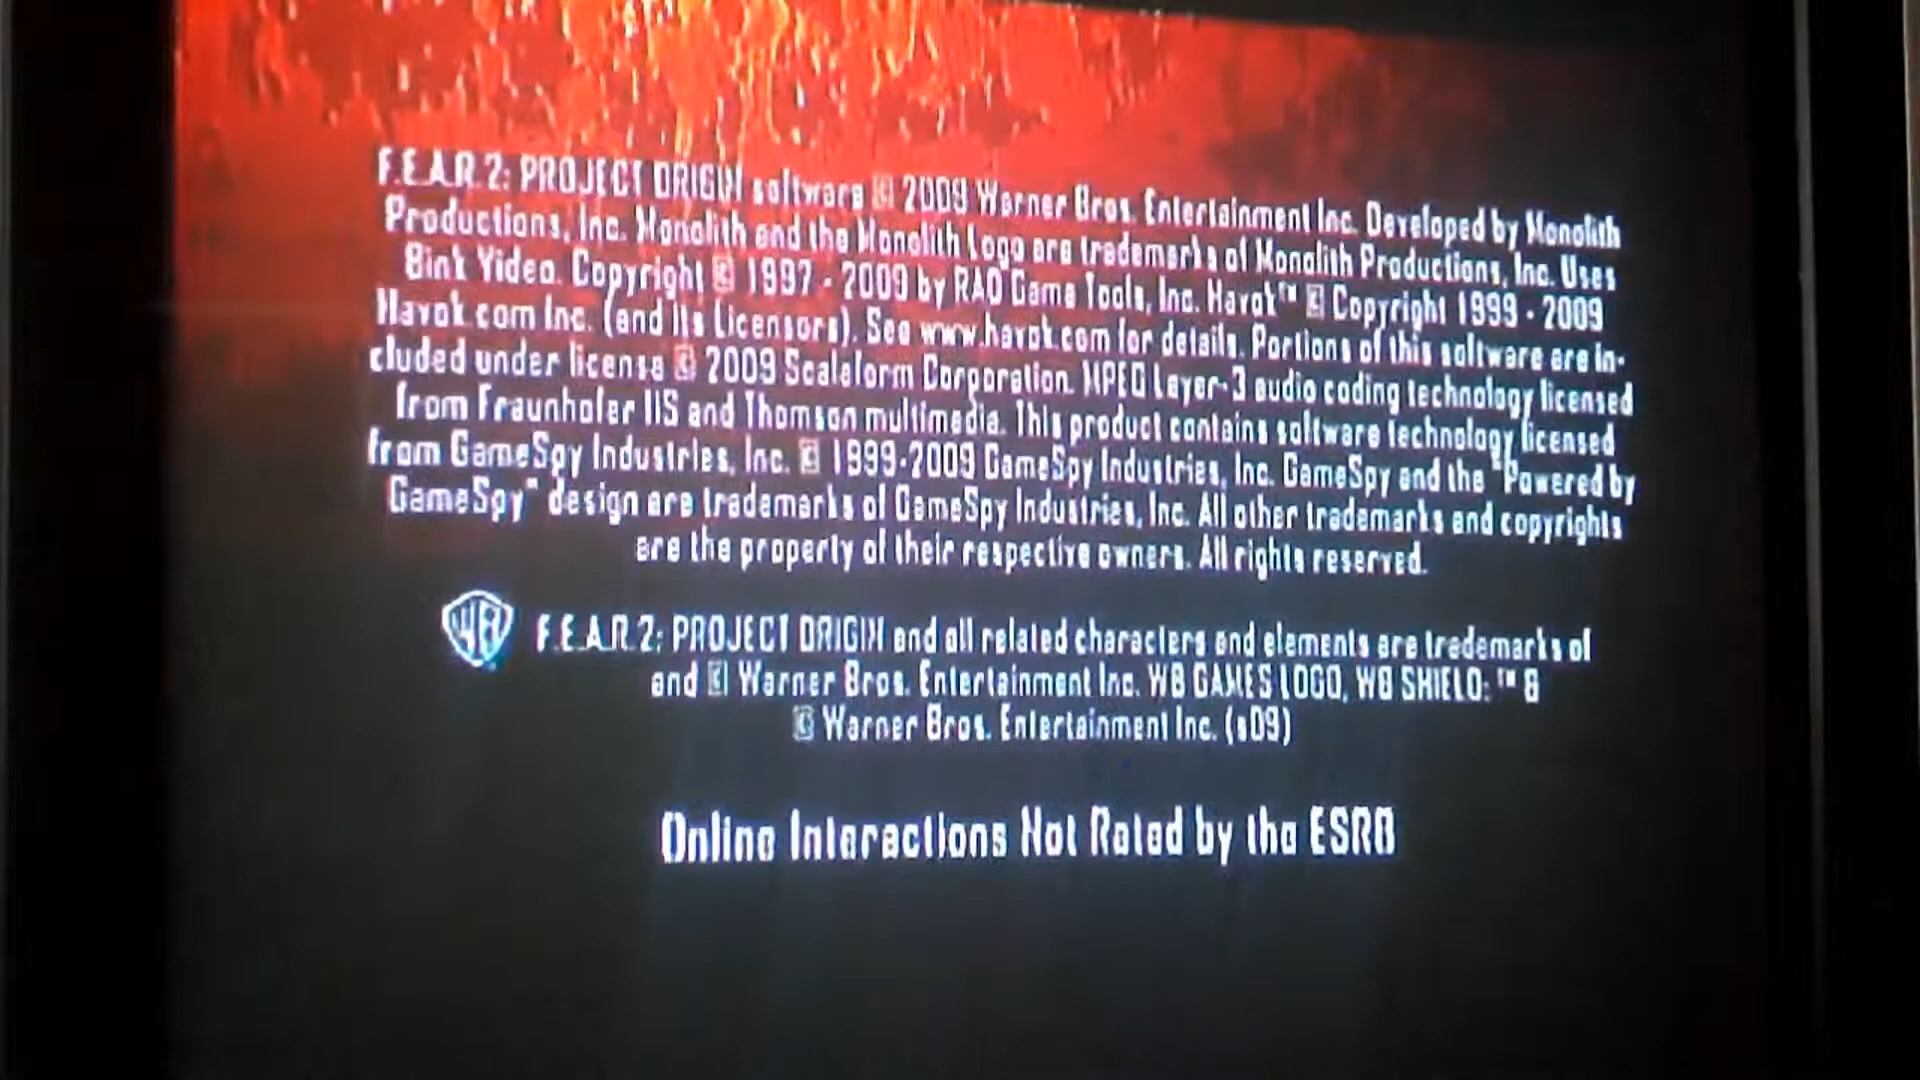 F.E.A.R. 2: PROJECT ORIGIN software © 2009 Warner Bros. Entertainment Inc. Developed by Monolith
Productions, Inc. Monolith and the Monolith Logo are trademarks of Monolith Productions, Inc. Uses
Bink Video. Copyright © 1997 - 2009 by RAD Game Tools, Inc. Havok™ © Copyright 1999 - 2009
Havok.com Inc. (and its Licensors). See www.havok.com for details. Portions of this software are in-
cluded under license © 2009 Scaleform Corporation. MPEG Layer-3 audio coding technology licensed
from Fraunhofer IIS and Thomson multimedia. This product contains software technology licensed
from GameSpy Industries, Inc. © 1999-2009 GameSpy Industries, Inc. GameSpy and the "Powered by
GameSpy" design are trademarks of GameSpy Industries, Inc. All other trademarks and copyrights
are the property of their respective owners. All rights reserved.
WB F.E.A.R. 2: PROJECT ORIGIN and all related characters and elements are trademarks of
and © Warner Bros. Entertainment Inc. WB GAMES LOGO, WB SHIELD: ™ &
© Warner Bros. Entertainment Inc. (s09)
Online Interactions Not Rated by the ESRB